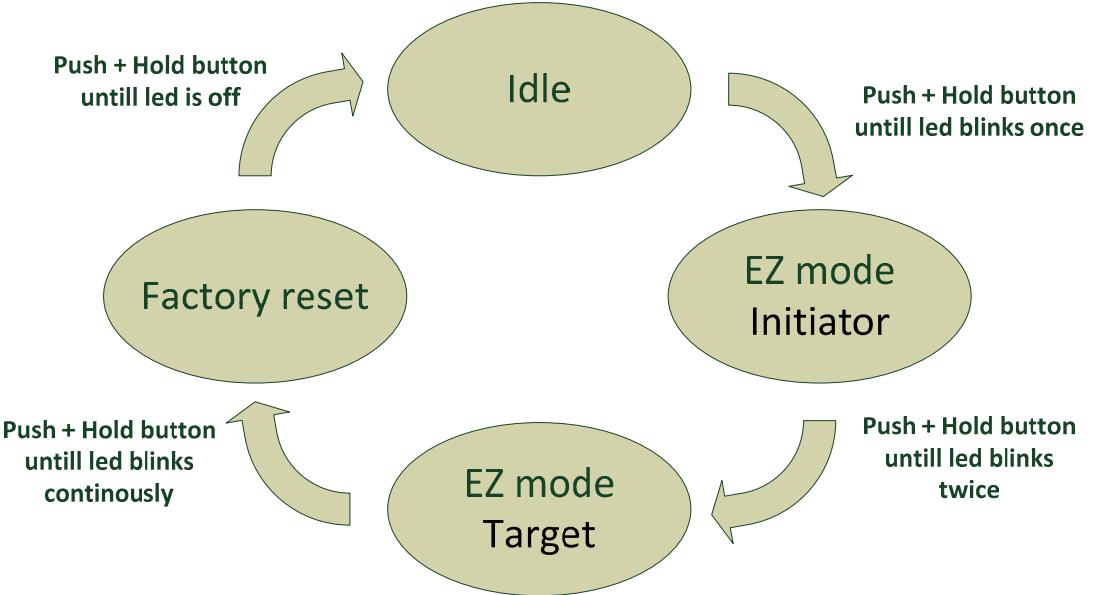 Push + Hold button
untill led is off
Idle
Push + Hold button
untill led blinks once
Factory reset
EZ mode
Initiator
Push + Hold button
untill led blinks
continously
EZ mode
Target
Push + Hold button
untill led blinks
twice